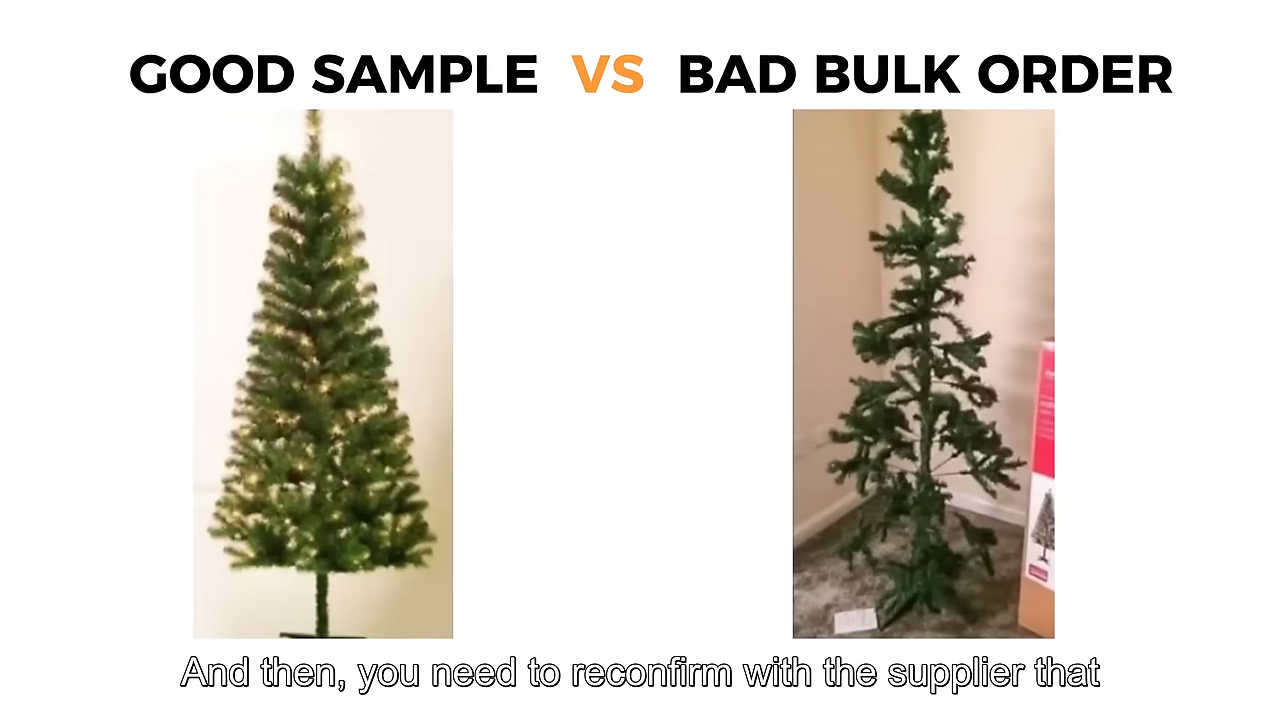 GOOD SAMPLE VS BAD BULK ORDER
And then, you need to reconfirm with the supplier that